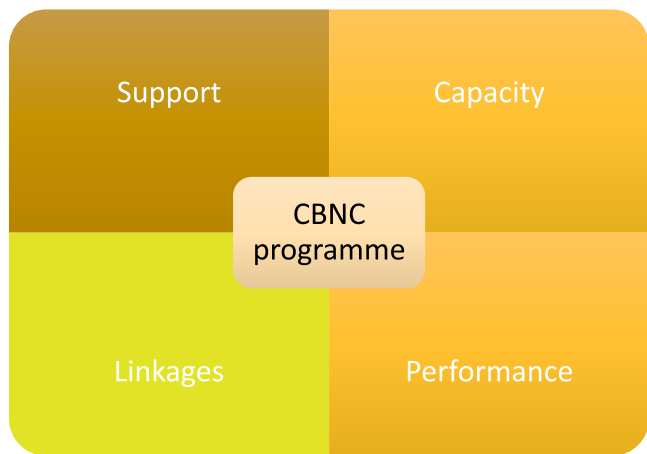 Support
Capacity
CBNC
programme
Linkages
Performance